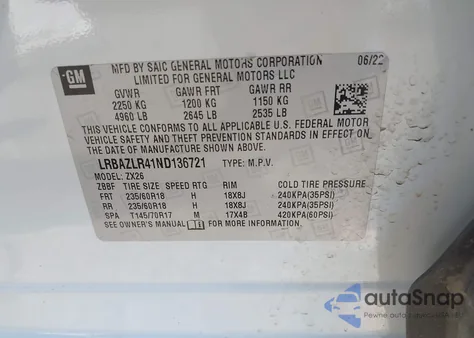 GM
MFD BY SAIC GENERAL MOTORS CORPORATION 06/22
LIMITED FOR GENERAL MOTORS LLC
GVWR GAWR FRT GAWR RR
2250 KG 1200 KG 1150 KG
4960 LB 2645 LB 2535 LB
THIS VEHICLE CONFORMS TO ALL APPLICABLE U.S. FEDERAL MOTOR
VEHICLE SAFETY AND THEFT PREVENTION STANDARDS IN EFFECT
ON THE DATE OF MANUFACTURE SHOWN ABOVE.
LRBAZLR41ND136721 TYPE: M.P.V.
MODEL: ZX26
ZBBF TIRE SIZE SPEED RTG RIM COLD TIRE PRESSURE
FRT 235/60R18 H 18X8J 240KPA(35PSI)
RR 235/60R18 H 18X8J 240KPA(35PSI)
SPA T145/70R17 M 17X4B 420KPA(60PSI)
SEE OWNER'S MANUAL FOR MORE INFORMATION.
autoSnap
Patented Technology